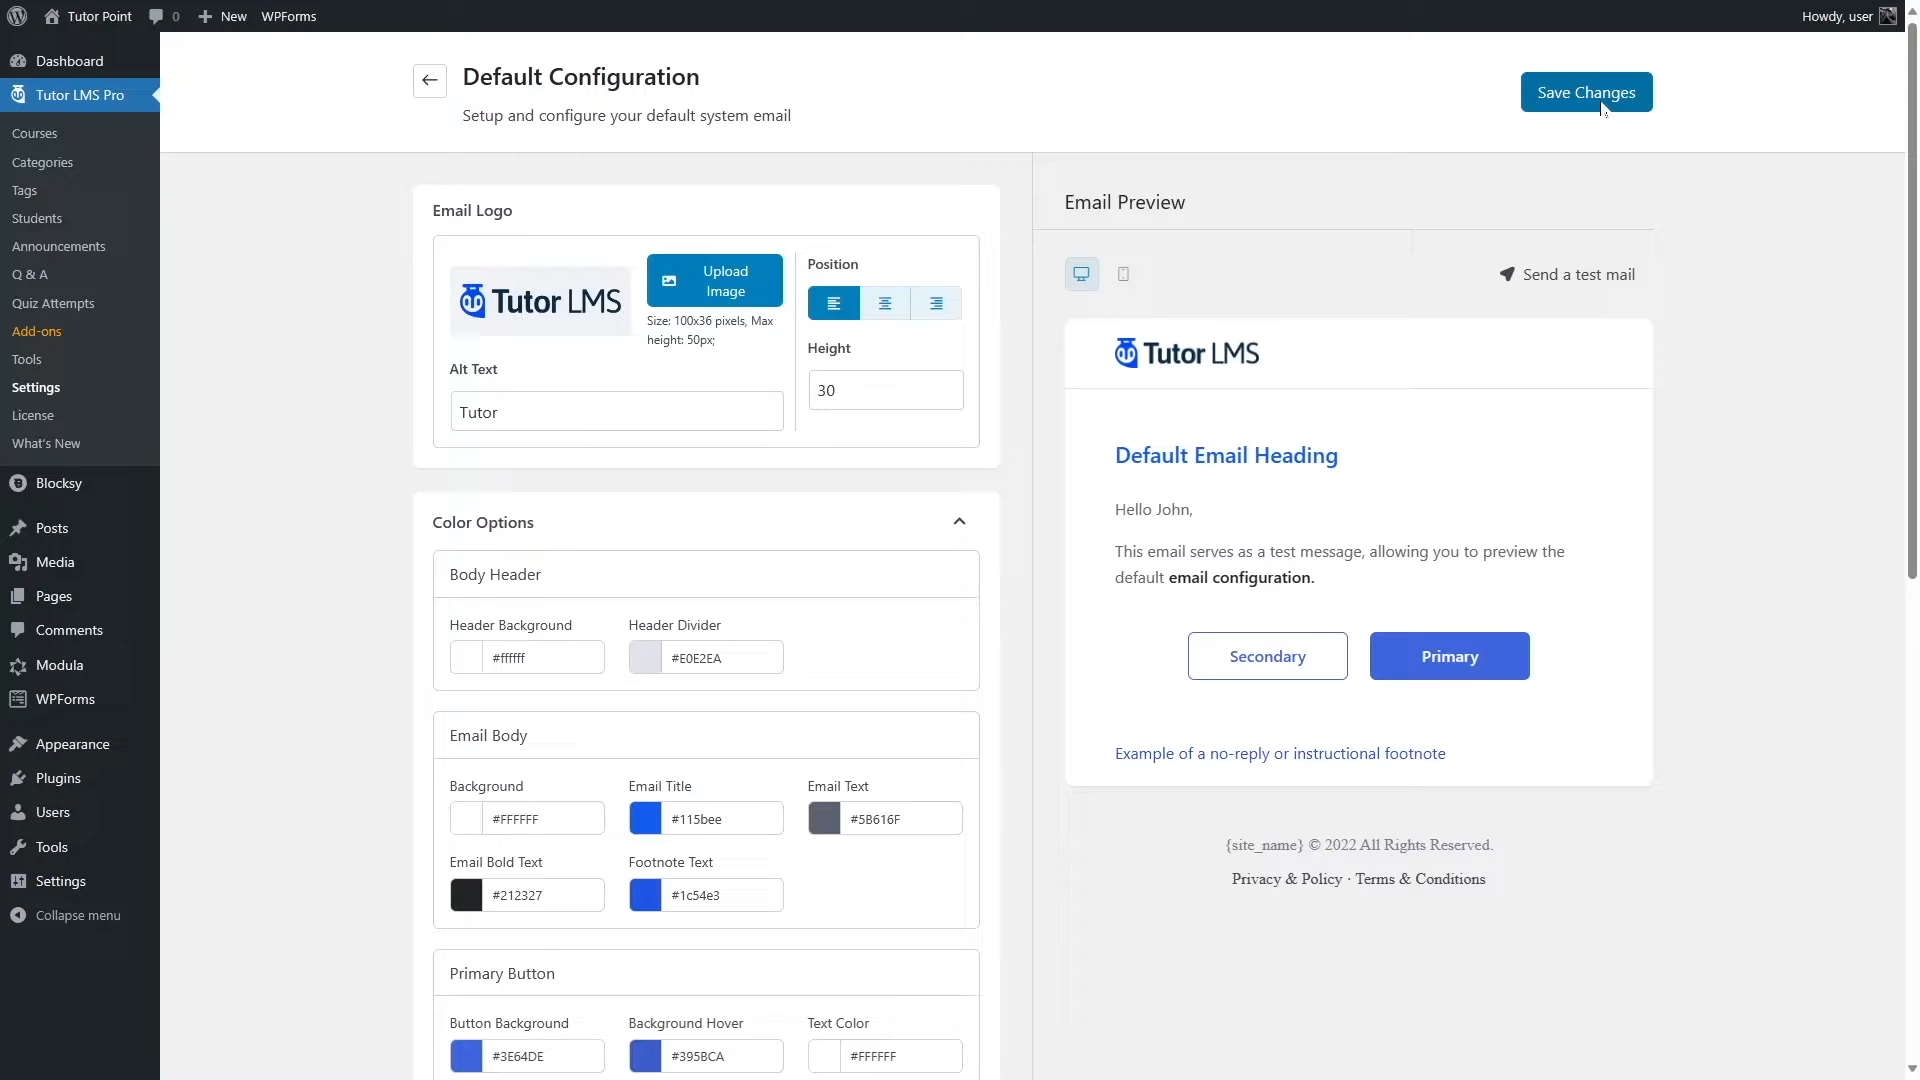 Tutor Point
0
New
WPForms
Howdy, user
Dashboard
Tutor LMS Pro
Courses
Categories
Tags
Students
Announcements
Q & A
Quiz Attempts
Add-ons
Tools
Settings
License
What's New
Blocksy
Posts
Media
Pages
Comments
Modula
WPForms
Appearance
Plugins
Users
Tools
Settings
Collapse menu
Default Configuration
Setup and configure your default system email
Save Changes
Email Logo
Tutor LMS
Upload
Image
Size: 100x36 pixels, Max
height: 50px;
Alt Text
Tutor
Position
Height
30
Color Options
Body Header
Header Background
Header Divider
#ffffff
#E0E2EA
Email Body
Background
Email Title
Email Text
#FFFFFF
#115bee
#5B616F
Email Bold Text
Footnote Text
#212327
#1c54e3
Primary Button
Button Background
Background Hover
Text Color
#3E64DE
#395BCA
#FFFFFF
Email Preview
Send a test mail
Tutor LMS
Default Email Heading
Hello John,
This email serves as a test message, allowing you to preview the
default email configuration.
Secondary
Primary
Example of a no-reply or instructional footnote
{site_name} © 2022 All Rights Reserved.
Privacy & Policy · Terms & Conditions